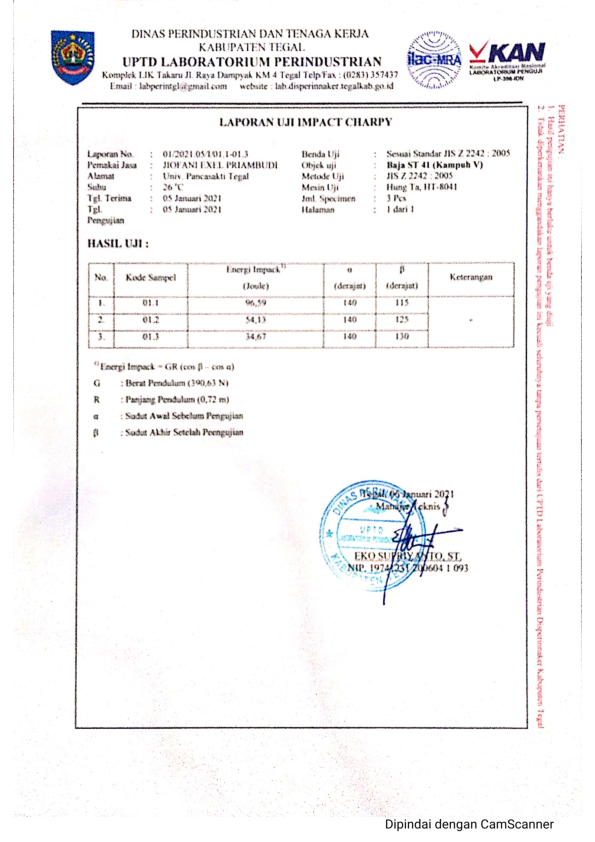 DINAS PERINDUSTRIAN DAN TENAGA KERJA
KABUPATEN TEGAL
UPTD LABORATORIUM PERINDUSTRIAN
Komplek LIK Takaru Jl. Raya Dampyak KM 4 Tegal Telp/Fax : (0283) 357437
Email : labperintgl@gmail.com website : lab.disperinnaker.tegalkab.go.id
ilac-MRA
KAN
Komite Akreditasi Nasional
LABORATORIUM PENGUJI
LP-398-IDN
LAPORAN UJI IMPACT CHARPY
Laporan No. : 01/2021.05/I/01.1-01.3
Pemakai Jasa : JIOFANI EXEL PRIAMBUDI
Alamat : Univ. Pancasakti Tegal
Suhu : 26 °C
Tgl. Terima : 05 Januari 2021
Tgl. : 05 Januari 2021
Pengujian
Benda Uji : Sesuai Standar JIS Z 2242 : 2005
Objek uji : Baja ST 41 (Kampuh V)
Metode Uji : JIS Z 2242 : 2005
Mesin Uji : Hung Ta, HT-8041
Jml. Specimen : 3 Pcs
Halaman : 1 dari 1
HASIL UJI :
No. Kode Sampel Energi Impack¹⁾ (Joule) α (derajat) β (derajat) Keterangan
1. 01.1 96,59 140 115
2. 01.2 54,13 140 125 -
3. 01.3 34,67 140 130
¹⁾ Energi Impack = GR (cos β – cos α)
G : Berat Pendulum (390,63 N)
R : Panjang Pendulum (0,72 m)
α : Sudut Awal Sebelum Pengujian
β : Sudut Akhir Setelah Peengujian
Tegal, 06 Januari 2021
Manajer Teknis
UPTD
EKO SUPRIYANTO, ST.
NIP. 19741231 200604 1 093
PERHATIAN
1. Hasil pengujian ini hanya berlaku untuk benda uji yang diuji
2. Tidak diperkenankan menggandakan laporan pengujian ini kecuali seluruhnya tanpa persetujuan tertulis dari UPTD Laboratorium Perindustrian Disperinnaker Kabupaten Tegal
Dipindai dengan CamScanner